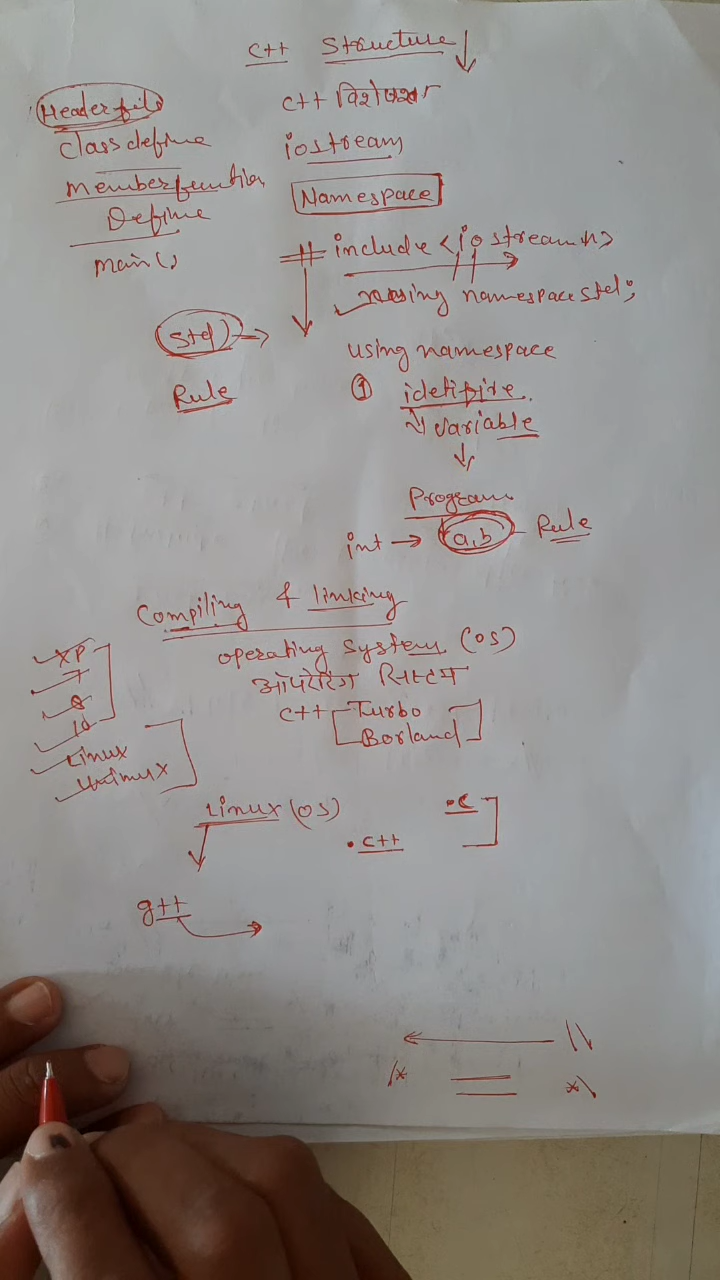 C++ Structure
Header file
Class define
member function
Define
main()
C++ विशेषता
iostream
Namespace
# include <iostream.h>
using namespace std;
std
Rule
using namespace
① idetifire
variable
Program
int → a,b Rule
Compiling & linking
operating system (OS)
ऑपरेटिंग सिस्टम
C++ Turbo
Borland
XP
7
8
10
Linux
Linux (OS)
.C
.C++
g++
\\
/* *\